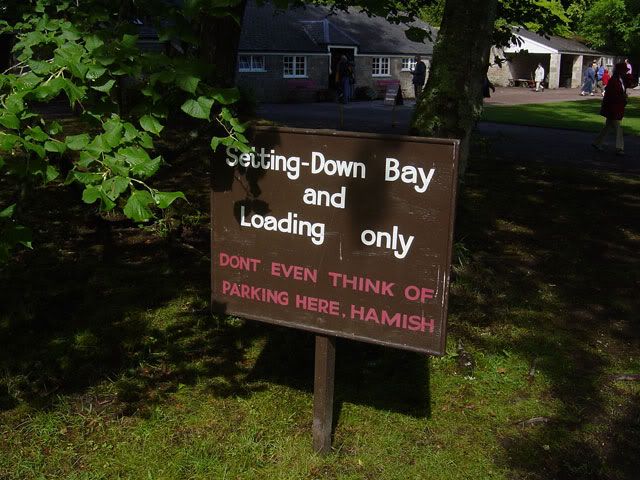 Setting-Down Bay
and
Loading only
DONT EVEN THINK OF
PARKING HERE, HAMISH